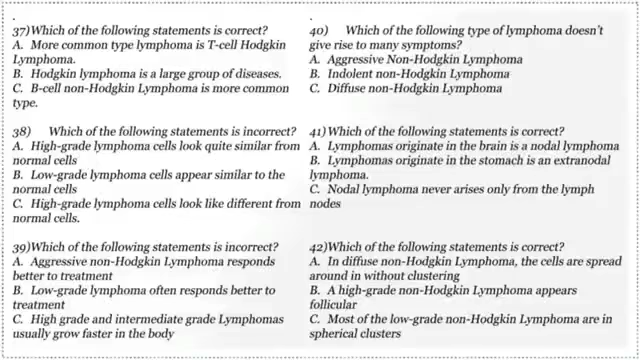 .
37)Which of the following statements is correct?
A. More common type lymphoma is T-cell Hodgkin
Lymphoma.
B. Hodgkin lymphoma is a large group of diseases.
C. B-cell non-Hodgkin Lymphoma is more common
type.
38) Which of the following statements is incorrect?
A. High-grade lymphoma cells look quite similar from
normal cells
B. Low-grade lymphoma cells appear similar to the
normal cells
C. High-grade lymphoma cells look like different from
normal cells.
39)Which of the following statements is incorrect?
A. Aggressive non-Hodgkin Lymphoma responds
better to treatment
B. Low-grade lymphoma often responds better to
treatment
C. High grade and intermediate grade Lymphomas
usually grow faster in the body
.
40) Which of the following type of lymphoma doesn't
give rise to many symptoms?
A. Aggressive Non-Hodgkin Lymphoma
B. Indolent non-Hodgkin Lymphoma
C. Diffuse non-Hodgkin Lymphoma
41) Which of the following statements is correct?
A. Lymphomas originate in the brain is a nodal lymphoma
B. Lymphomas originate in the stomach is an extranodal
lymphoma.
C. Nodal lymphoma never arises only from the lymph
nodes
42)Which of the following statements is correct?
A. In diffuse non-Hodgkin Lymphoma, the cells are spread
around in without clustering
B. A high-grade non-Hodgkin Lymphoma appears
follicular
C. Most of the low-grade non-Hodgkin Lymphoma are in
spherical clusters